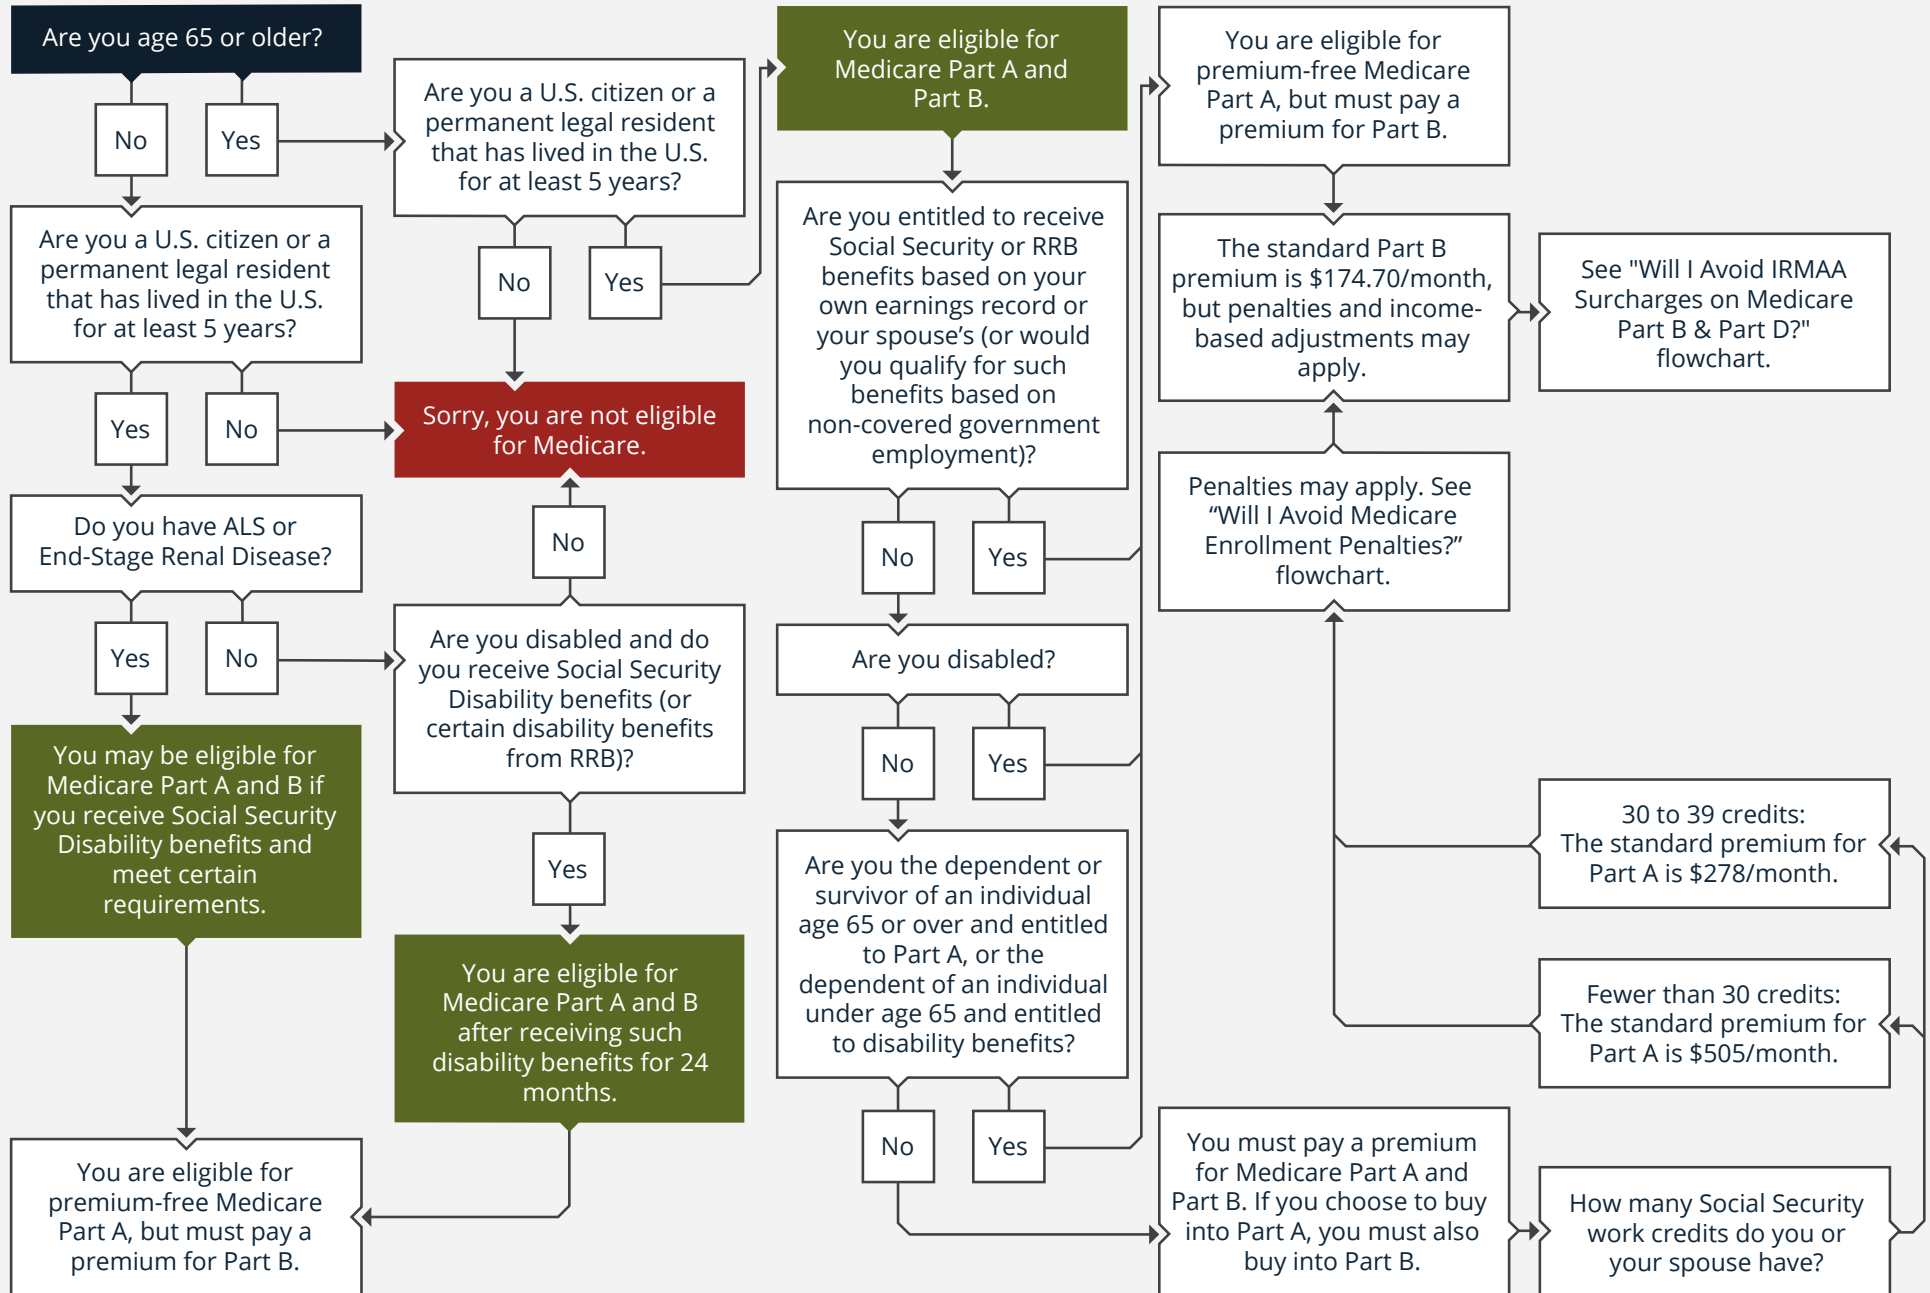 Are you age 65 or older?
No
Yes
Are you a U.S. citizen or a
permanent legal resident
that has lived in the U.S.
for at least 5 years?
Yes
No
Do you have ALS or
End-Stage Renal Disease?
Yes
No
You may be eligible for
Medicare Part A and B if
you receive Social Security
Disability benefits and
meet certain
requirements.
You are eligible for
premium-free Medicare
Part A, but must pay a
premium for Part B.
Are you a U.S. citizen or a
permanent legal resident
that has lived in the U.S.
for at least 5 years?
No
Yes
Sorry, you are not eligible
for Medicare.
No
Are you disabled and do
you receive Social Security
Disability benefits (or
certain disability benefits
from RRB)?
Yes
You are eligible for
Medicare Part A and B
after receiving such
disability benefits for 24
months.
You are eligible for
Medicare Part A and
Part B.
Are you entitled to receive
Social Security or RRB
benefits based on your
own earnings record or
your spouse’s (or would
you qualify for such
benefits based on
non-covered government
employment)?
No
Yes
Are you disabled?
No
Yes
Are you the dependent or
survivor of an individual
age 65 or over and entitled
to Part A, or the
dependent of an individual
under age 65 and entitled
to disability benefits?
No
Yes
You are eligible for
premium-free Medicare
Part A, but must pay a
premium for Part B.
The standard Part B
premium is $174.70/month,
but penalties and income-
based adjustments may
apply.
See "Will I Avoid IRMAA
Surcharges on Medicare
Part B & Part D?"
flowchart.
Penalties may apply. See
“Will I Avoid Medicare
Enrollment Penalties?”
flowchart.
30 to 39 credits:
The standard premium for
Part A is $278/month.
Fewer than 30 credits:
The standard premium for
Part A is $505/month.
You must pay a premium
for Medicare Part A and
Part B. If you choose to buy
into Part A, you must also
buy into Part B.
How many Social Security
work credits do you or
your spouse have?